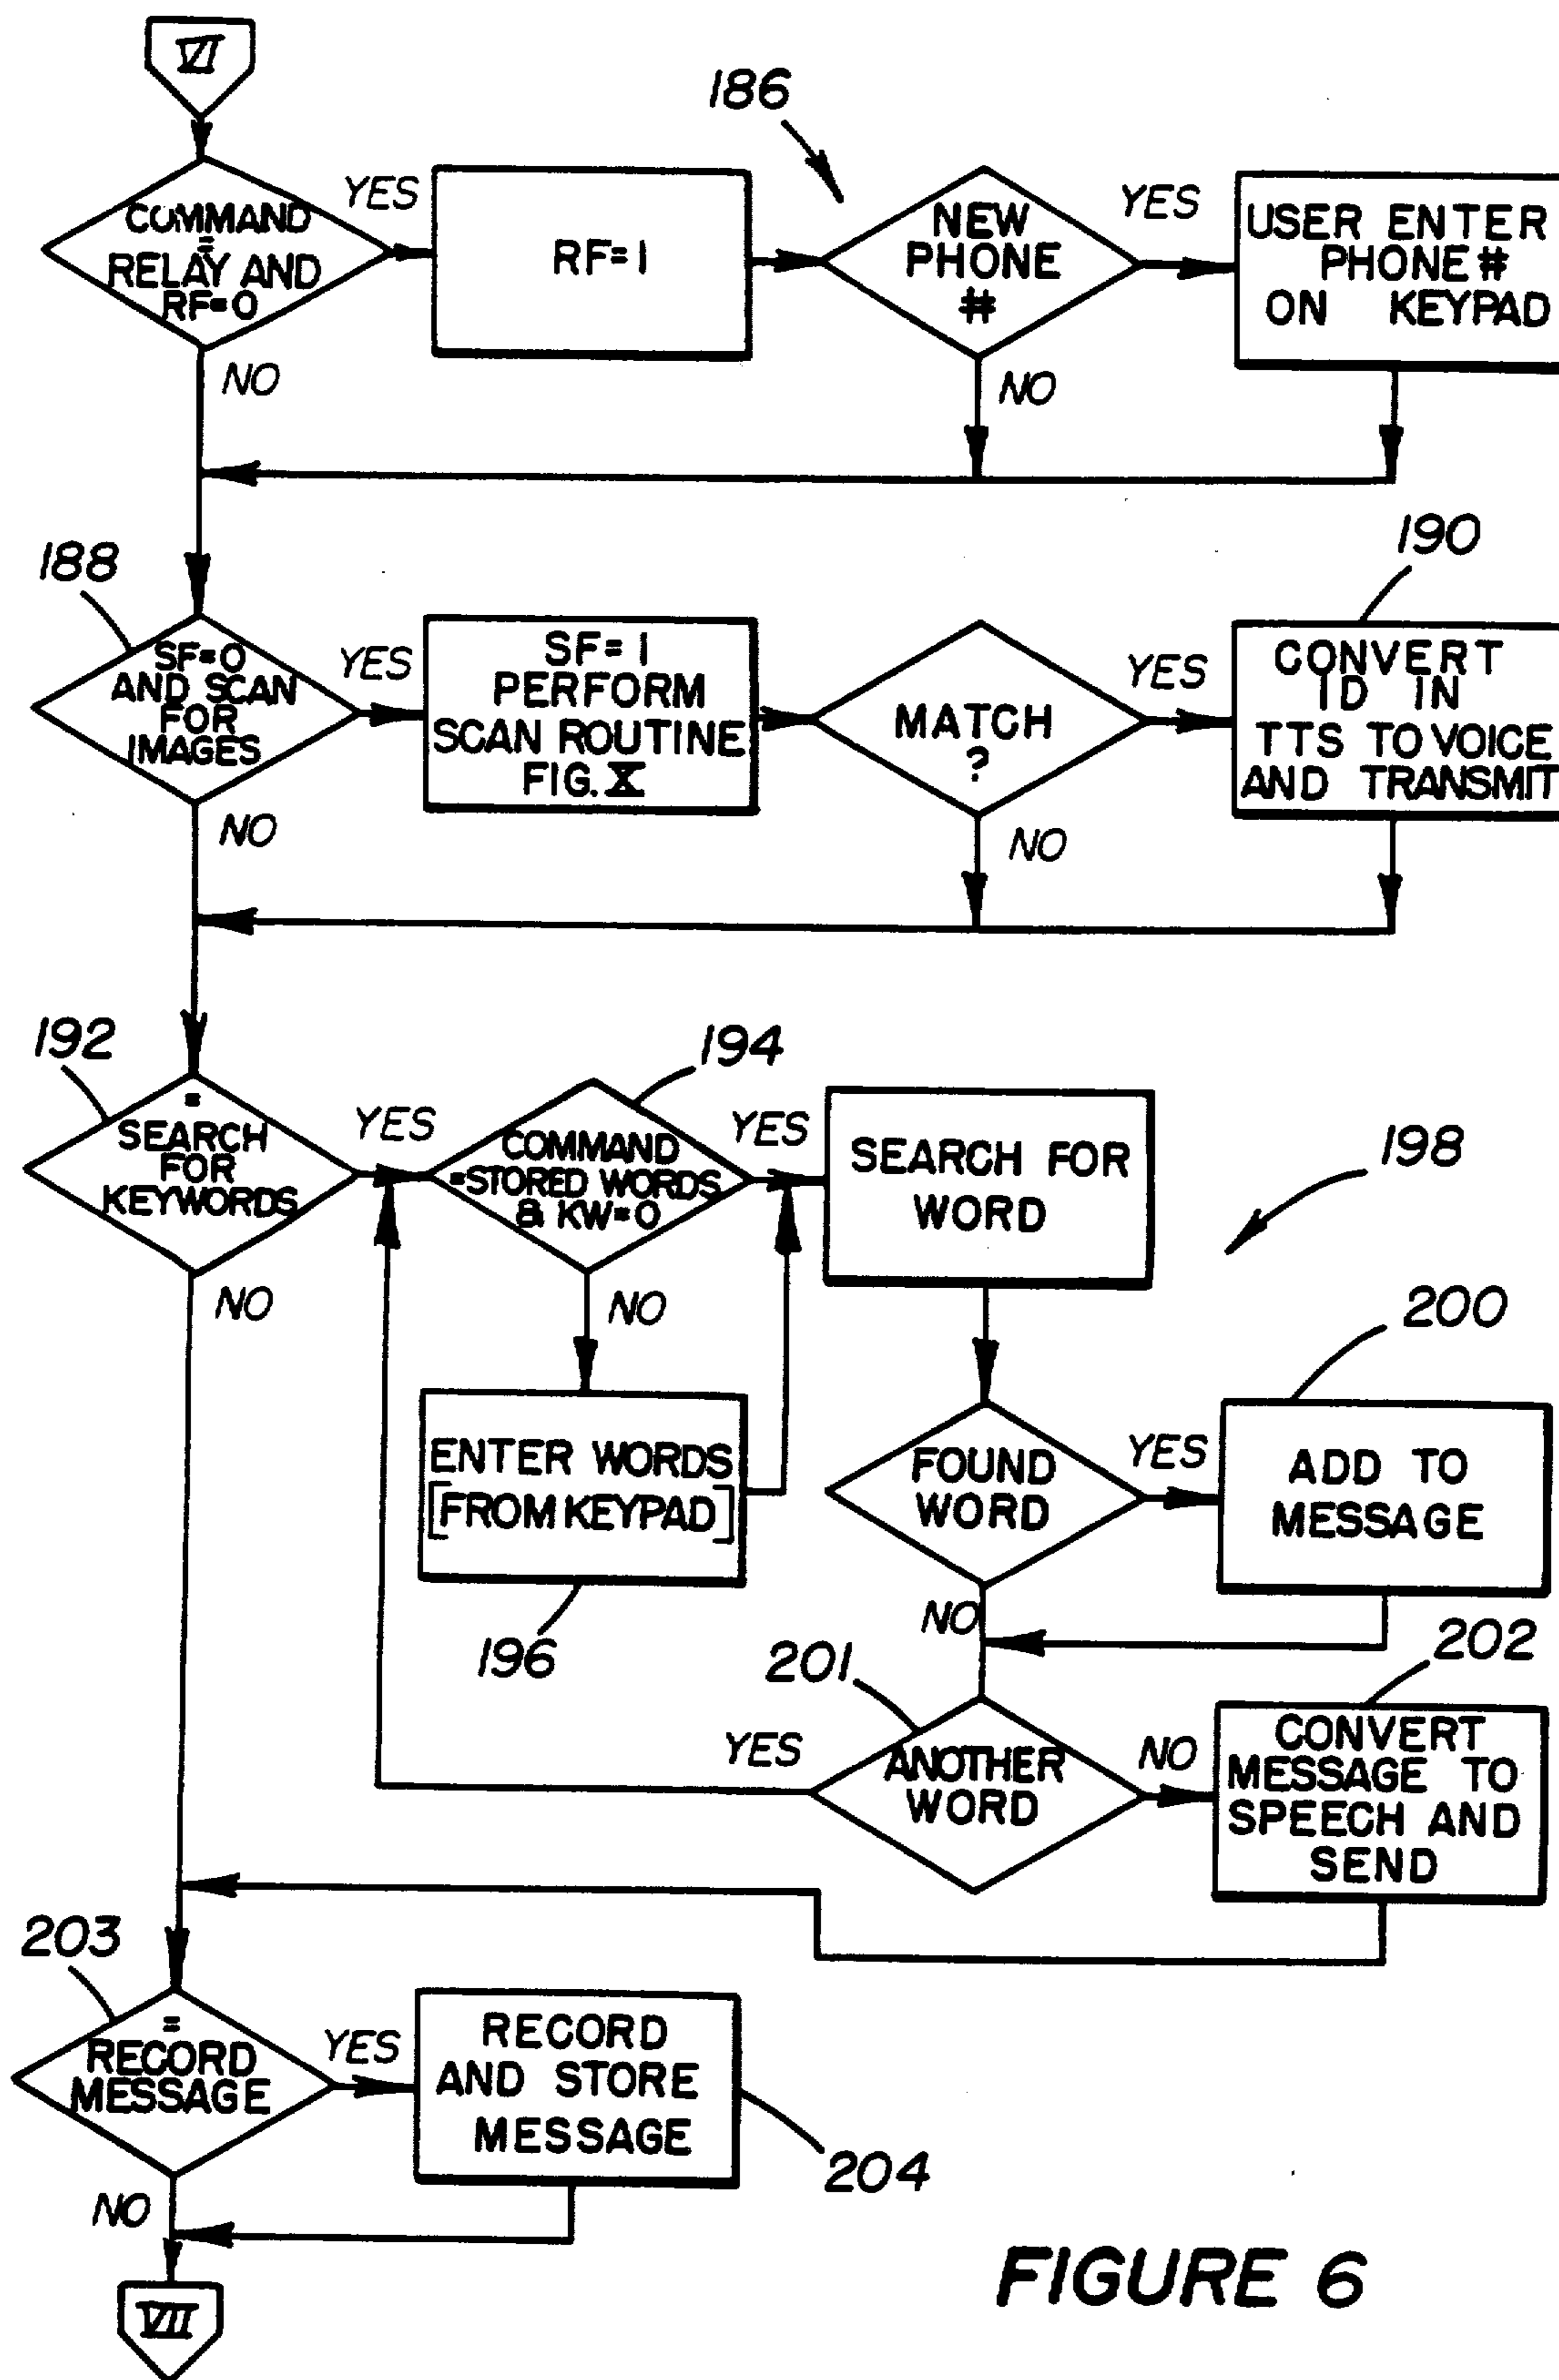 VI
186
COMMAND
=
RELAY AND
RF=0
YES
RF=1
NEW
PHONE
#
YES
USER ENTER
PHONE #
ON KEYPAD
NO
NO
188
190
SF=0
AND SCAN
FOR
IMAGES
YES
SF=1
PERFORM
SCAN ROUTINE
FIG. X
MATCH
?
YES
CONVERT
ID IN
TTS TO VOICE
AND TRANSMIT
NO
NO
192
194
=
SEARCH
FOR
KEYWORDS
YES
COMMAND
=STORED WORDS
& KW=0
YES
SEARCH FOR
WORD
198
NO
NO
200
ENTER WORDS
[FROM KEYPAD]
196
FOUND
WORD
YES
ADD TO
MESSAGE
NO
201
202
YES
ANOTHER
WORD
NO
CONVERT
MESSAGE TO
SPEECH AND
SEND
203
=
RECORD
MESSAGE
YES
RECORD
AND STORE
MESSAGE
204
NO
VII
FIGURE 6